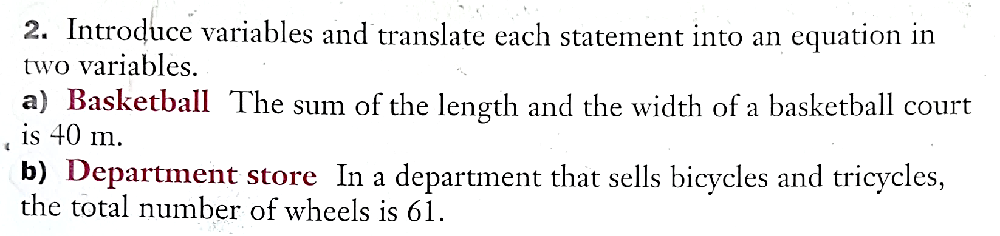 2. Introduce variables and translate each statement into an equation in
two variables.
a) Basketball The sum of the length and the width of a basketball court
is 40 m.
b) Department store In a department that sells bicycles and tricycles,
the total number of wheels is 61.